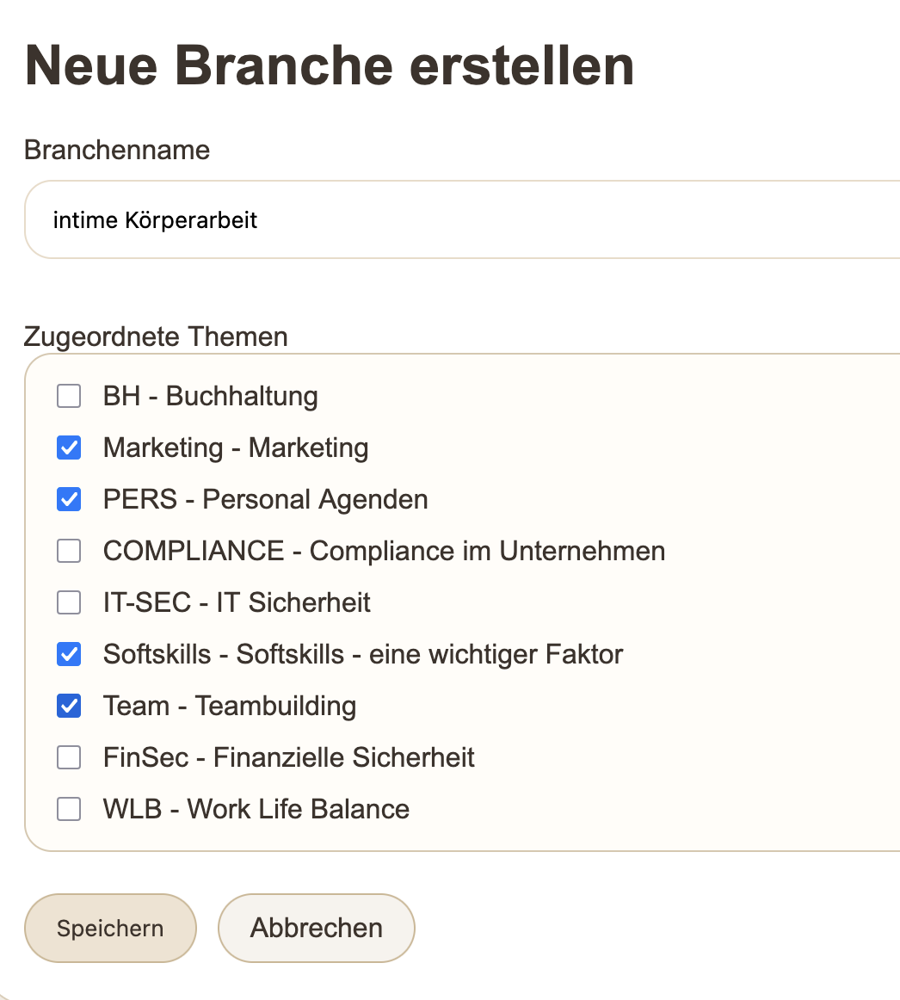 Neue Branche erstellen
Branchenname
intime Körperarbeit
Zugeordnete Themen
BH - Buchhaltung
Marketing - Marketing
PERS - Personal Agenden
COMPLIANCE - Compliance im Unternehmen
IT-SEC - IT Sicherheit
Softskills - Softskills - eine wichtiger Faktor
Team - Teambuilding
FinSec - Finanzielle Sicherheit
WLB - Work Life Balance
Speichern Abbrechen